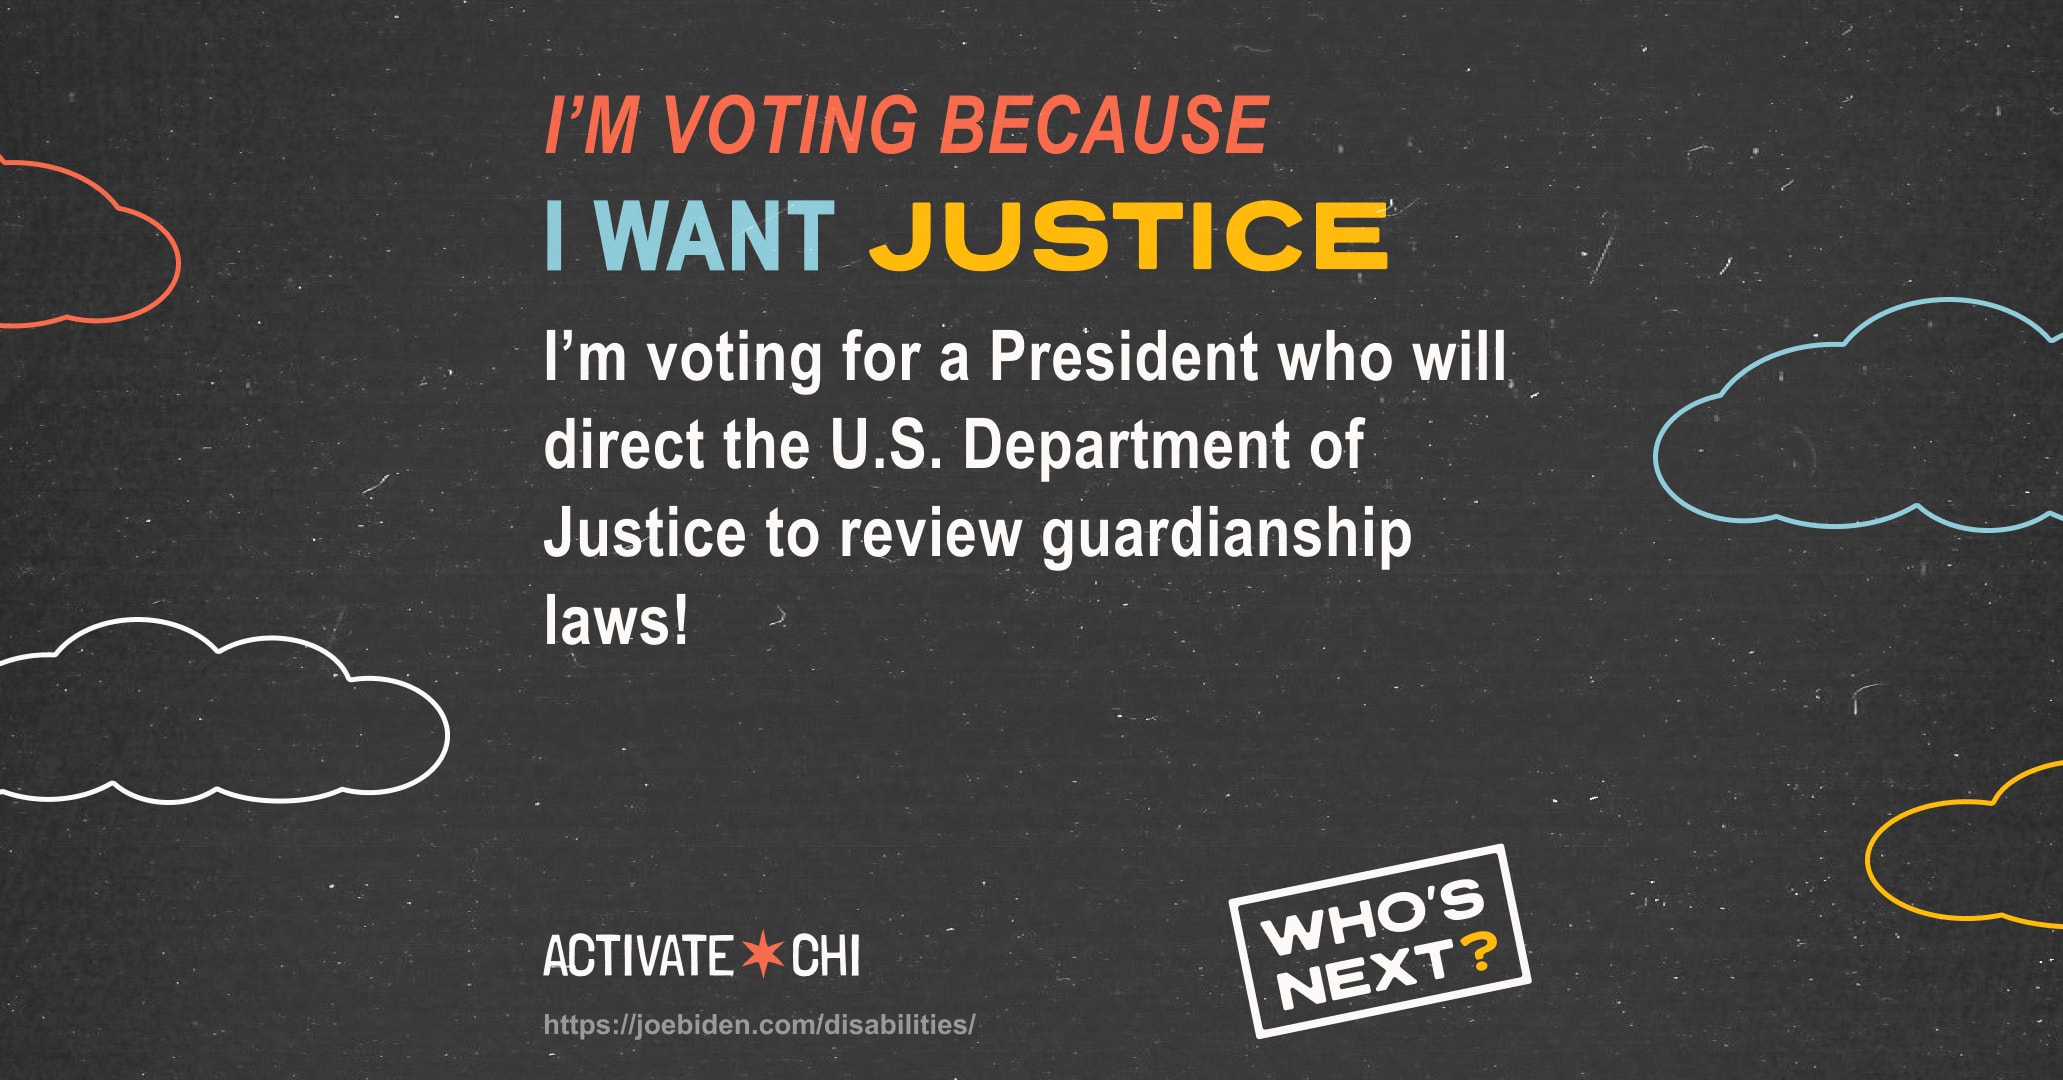 I’M VOTING BECAUSE
I WANT JUSTICE
I’m voting for a President who will
direct the U.S. Department of
Justice to review guardianship
laws!
ACTIVATE CHI
https://joebiden.com/disabilities/
WHO’S
NEXT?